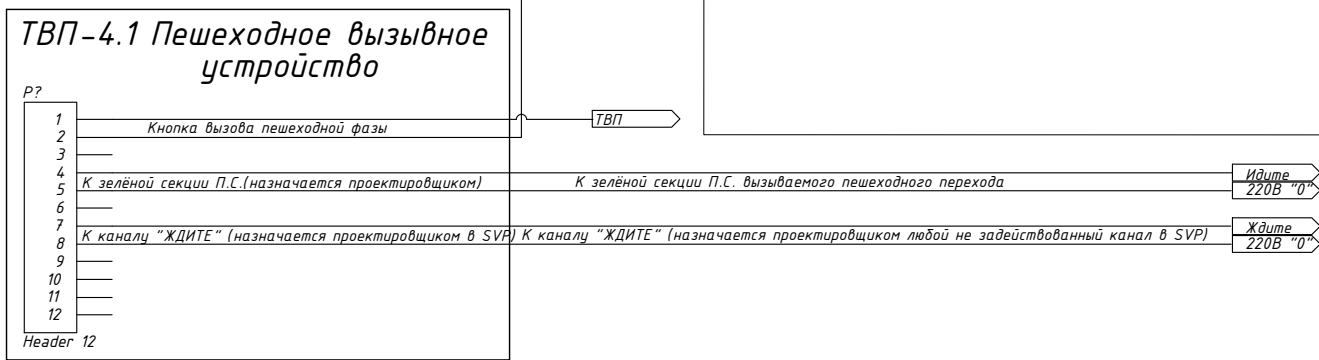 ТВП-4.1 Пешеходное вызывное
устройство
P?
1
Кнопка вызова пешеходной фазы
ТВП
2
3
4
Идите
К зелёной секции П.С.(назначается проектировщиком)
К зелёной секции П.С. вызываемого пешеходного перехода
5
220В "0"
6
7
Ждите
К каналу "ЖДИТЕ" (назначается проектировщиком в SVP)
К каналу "ЖДИТЕ" (назначается проектировщиком любой не задействованный канал в SVP)
8
220В "0"
9
10
11
12
Header 12